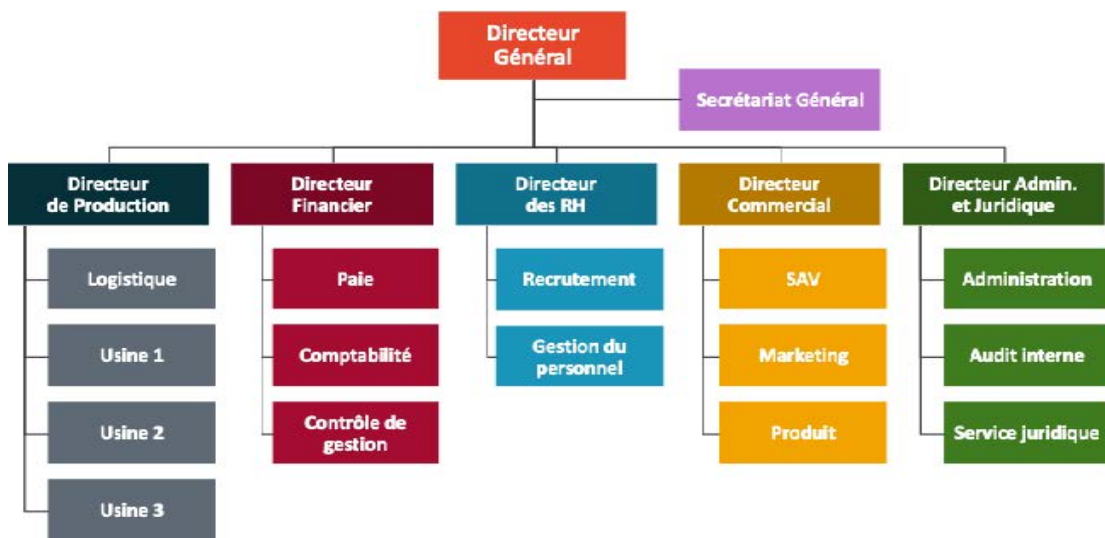 Directeur
Général
Secrétariat Général
Directeur
de Production
Directeur
Financier
Directeur
des RH
Directeur
Commercial
Directeur Admin.
et Juridique
Logistique
Paie
Recrutement
SAV
Administration
Usine 1
Comptabilité
Gestion du
personnel
Marketing
Audit interne
Usine 2
Contrôle de
gestion
Produit
Service juridique
Usine 3